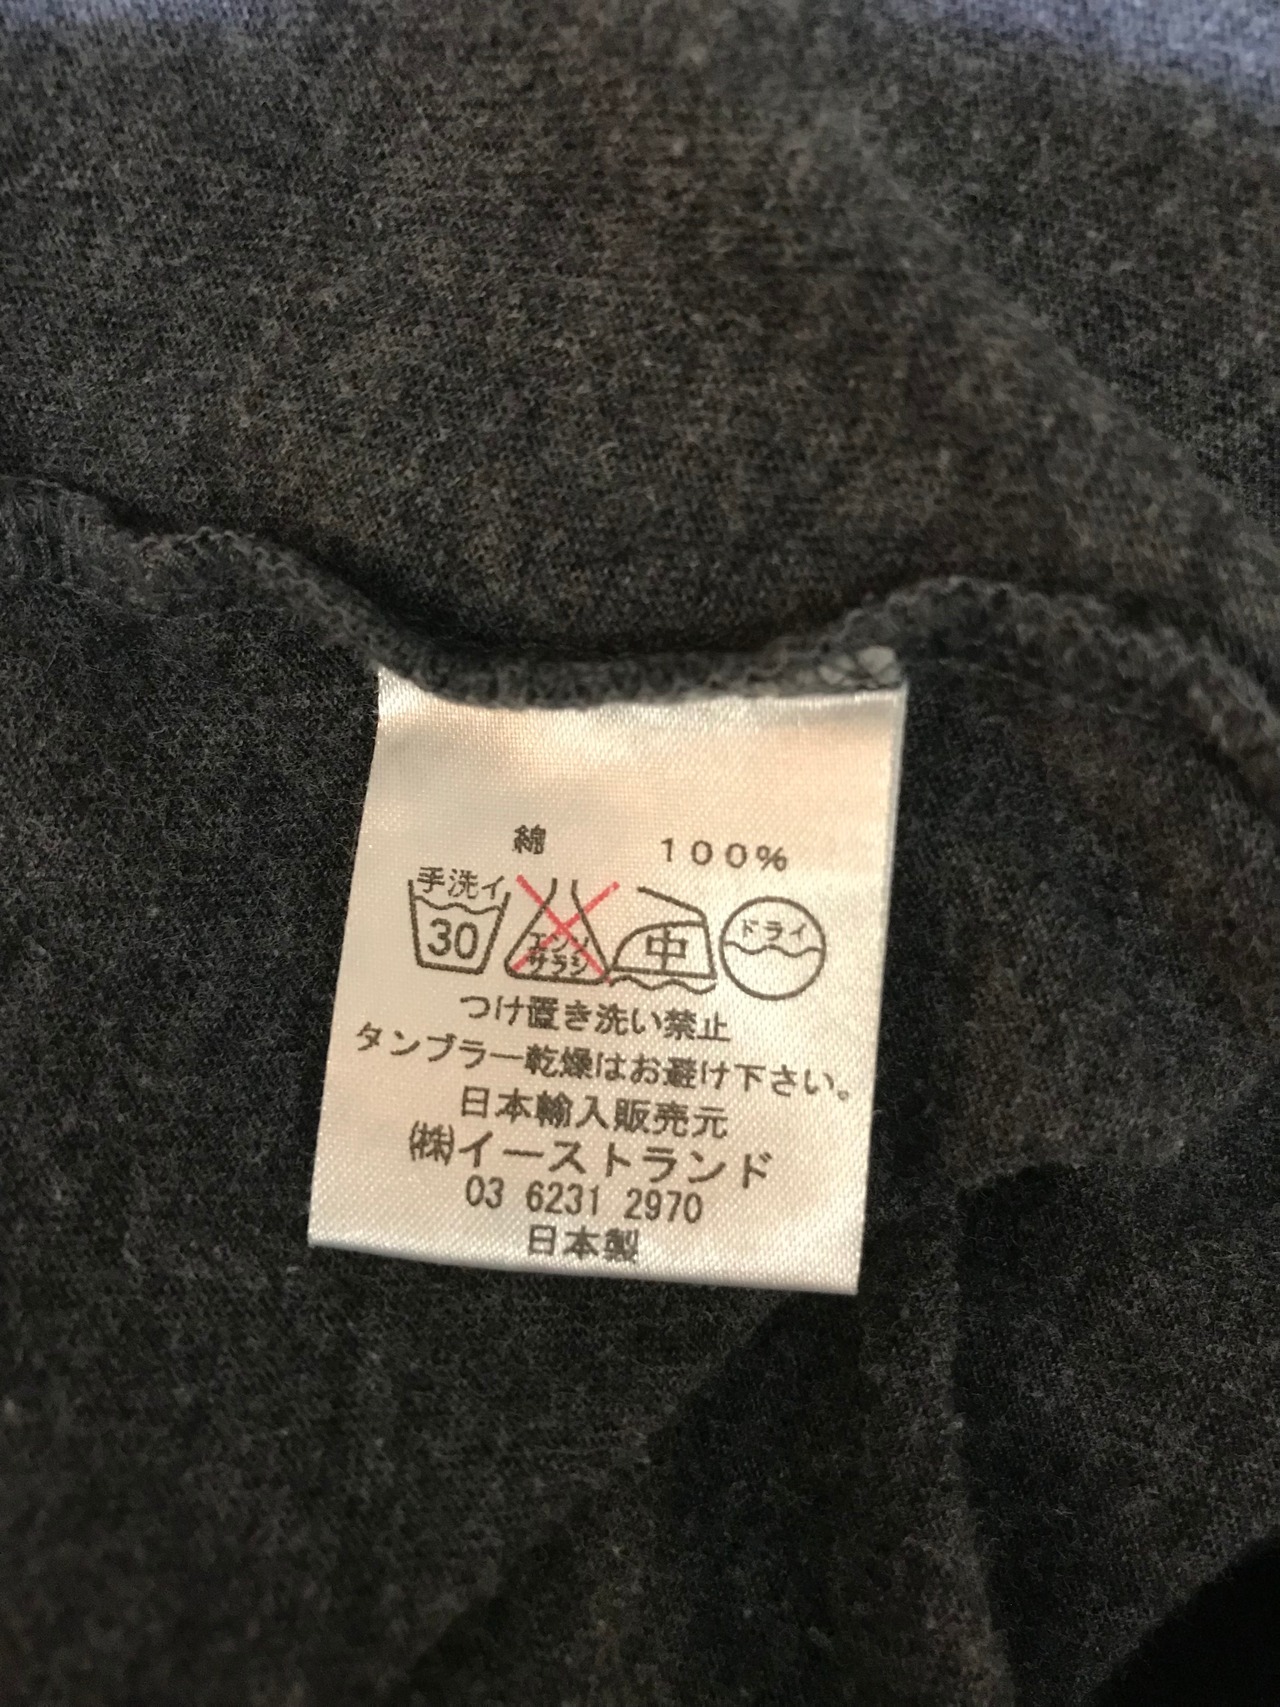 綿 100%
手洗イ
30
エンソ
サラシ
中
ドライ
つけ置き洗い禁止
タンブラー乾燥はお避け下さい。
日本輸入販売元
㈱イーストランド
03 6231 2970
日本製